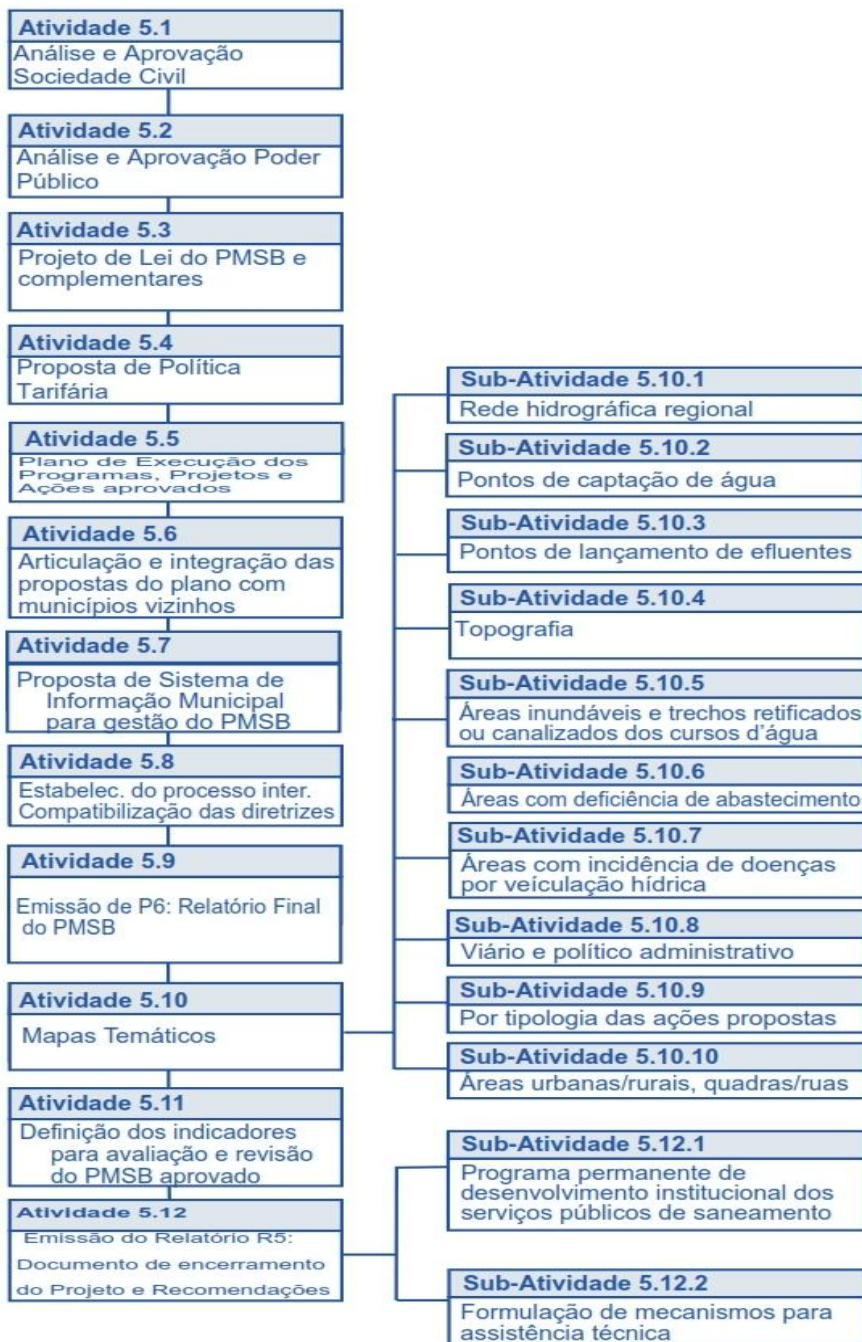 Atividade 5.1
Análise e Aprovação
Sociedade Civil
Atividade 5.2
Análise e Aprovação Poder
Público
Atividade 5.3
Projeto de Lei do PMSB e
complementares
Atividade 5.4
Proposta de Política
Tarifária
Atividade 5.5
Plano de Execução dos
Programas, Projetos e
Ações aprovados
Atividade 5.6
Articulação e integração das
propostas do plano com
municípios vizinhos
Atividade 5.7
Proposta de Sistema de
Informação Municipal
para gestão do PMSB
Atividade 5.8
Estabelec. do processo inter.
Compatibilização das diretrizes
Atividade 5.9
Emissão de P6: Relatório Final
do PMSB
Atividade 5.10
Mapas Temáticos
Atividade 5.11
Definição dos indicadores
para avaliação e revisão
do PMSB aprovado
Atividade 5.12
Emissão do Relatório R5:
Documento de encerramento
do Projeto e Recomendações
Sub-Atividade 5.10.1
Rede hidrográfica regional
Sub-Atividade 5.10.2
Pontos de captação de água
Sub-Atividade 5.10.3
Pontos de lançamento de efluentes
Sub-Atividade 5.10.4
Topografia
Sub-Atividade 5.10.5
Áreas inundáveis e trechos retificados
ou canalizados dos cursos d'água
Sub-Atividade 5.10.6
Áreas com deficiência de abastecimento
Sub-Atividade 5.10.7
Áreas com incidência de doenças
por veículação hídrica
Sub-Atividade 5.10.8
Viário e político administrativo
Sub-Atividade 5.10.9
Por tipologia das ações propostas
Sub-Atividade 5.10.10
Áreas urbanas/rurais, quadras/ruas
Sub-Atividade 5.12.1
Programa permanente de
desenvolvimento institucional dos
serviços públicos de saneamento
Sub-Atividade 5.12.2
Formulação de mecanismos para
assistência técnica